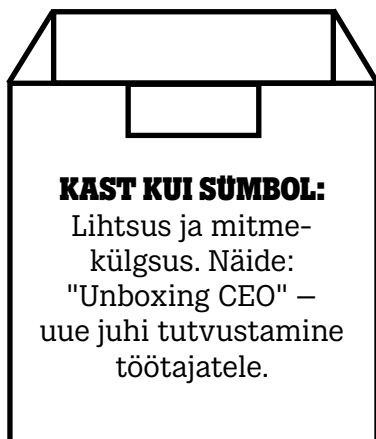 KAST KUI SÜMBOL:
Lihtsus ja mitme-
külgsus. Näide:
"Unboxing CEO" –
uue juhi tutvustamine
töötajatele.